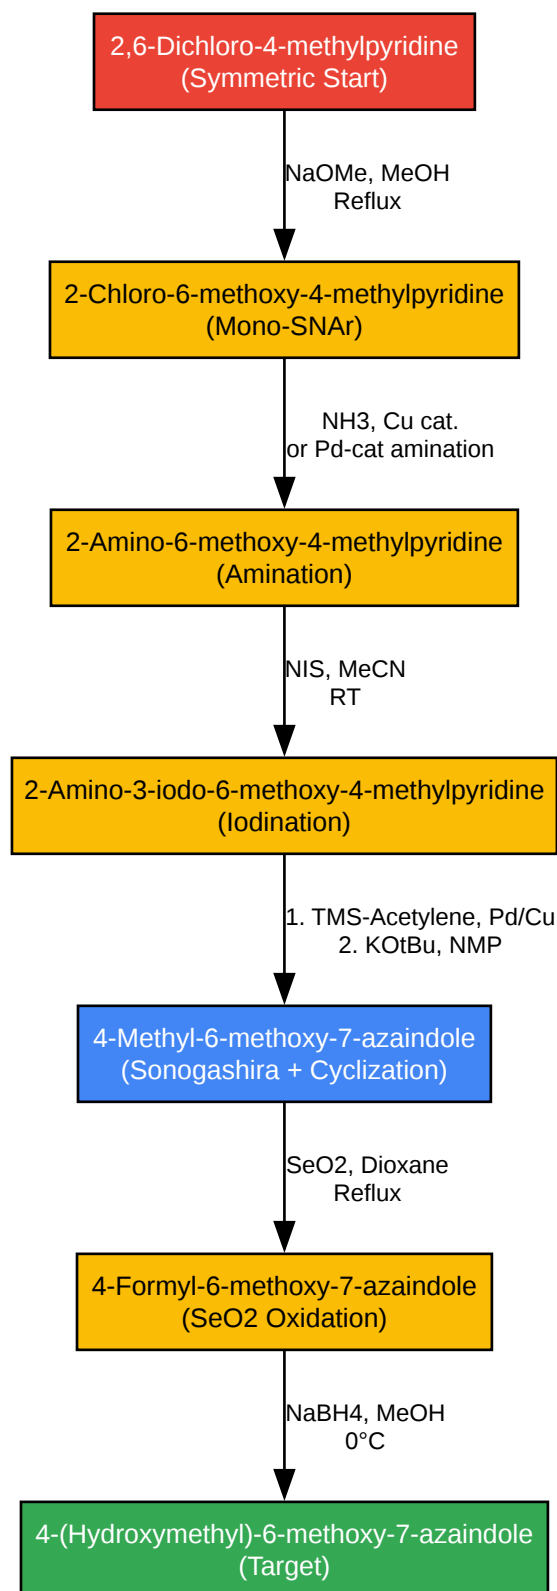 2,6-Dichloro-4-methylpyridine
(Symmetric Start)
NaOMe, MeOH
Reflux
2-Chloro-6-methoxy-4-methylpyridine
(Mono-SNAr)
NH3, Cu cat.
or Pd-cat amination
2-Amino-6-methoxy-4-methylpyridine
(Amination)
NIS, MeCN
RT
2-Amino-3-iodo-6-methoxy-4-methylpyridine
(Iodination)
1. TMS-Acetylene, Pd/Cu
2. KOtBu, NMP
4-Methyl-6-methoxy-7-azaindole
(Sonogashira + Cyclization)
SeO2, Dioxane
Reflux
4-Formyl-6-methoxy-7-azaindole
(SeO2 Oxidation)
NaBH4, MeOH
0°C
4-(Hydroxymethyl)-6-methoxy-7-azaindole
(Target)